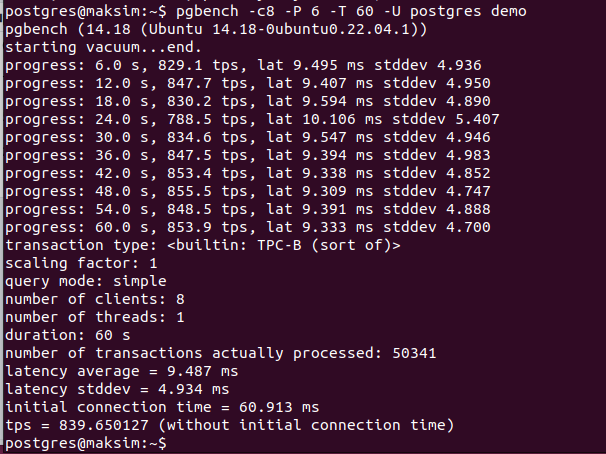 postgres@maksim:~$ pgbench -c8 -P 6 -T 60 -U postgres demo
pgbench (14.18 (Ubuntu 14.18-0ubuntu0.22.04.1))
starting vacuum...end.
progress: 6.0 s, 829.1 tps, lat 9.495 ms stddev 4.936
progress: 12.0 s, 847.7 tps, lat 9.407 ms stddev 4.950
progress: 18.0 s, 830.2 tps, lat 9.594 ms stddev 4.890
progress: 24.0 s, 788.5 tps, lat 10.106 ms stddev 5.407
progress: 30.0 s, 834.6 tps, lat 9.547 ms stddev 4.946
progress: 36.0 s, 847.5 tps, lat 9.394 ms stddev 4.983
progress: 42.0 s, 853.4 tps, lat 9.338 ms stddev 4.852
progress: 48.0 s, 855.5 tps, lat 9.309 ms stddev 4.747
progress: 54.0 s, 848.5 tps, lat 9.391 ms stddev 4.888
progress: 60.0 s, 853.9 tps, lat 9.333 ms stddev 4.700
transaction type: <builtin: TPC-B (sort of)>
scaling factor: 1
query mode: simple
number of clients: 8
number of threads: 1
duration: 60 s
number of transactions actually processed: 50341
latency average = 9.487 ms
latency stddev = 4.934 ms
initial connection time = 60.913 ms
tps = 839.650127 (without initial connection time)
postgres@maksim:~$